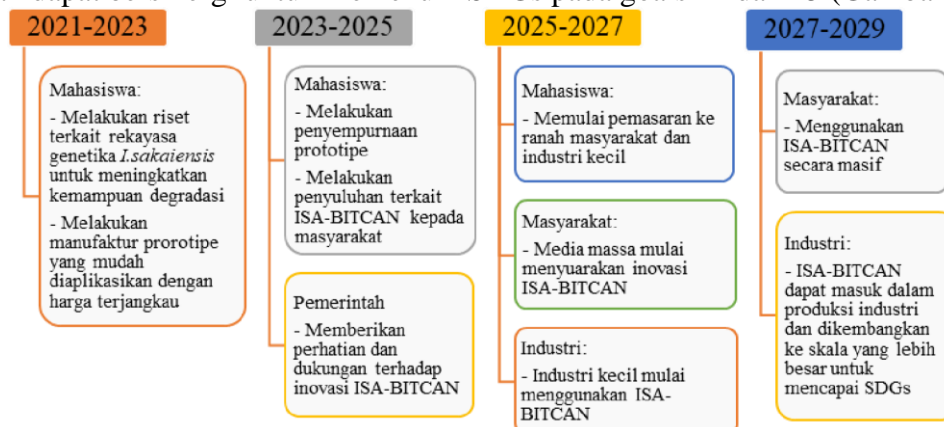 dapat bersinergi
SDGs pada goals
2021-2023
Mahasiswa:
- Melakukan riset
terkait rekayasa
genetika I.sakaiensis
untuk meningkatkan
kemampuan degradasi
- Melakukan
manufaktur prorotipe
yang mudah
diaplikasikan dengan
harga terjangkau
2023-2025
Mahasiswa:
- Melakukan
penyempurnaan
prototipe
- Melakukan
penyuluhan terkait
ISA-BITCAN kepada
masyarakat
Pemerintah
- Memberikan
perhatian dan
dukungan terhadap
inovasi ISA-BITCAN
2025-2027
Mahasiswa:
- Memulai pemasaran ke
ranah masyarakat dan
industri kecil
Masyarakat:
- Media massa mulai
menyuarakan inovasi
ISA-BITCAN
Industri:
- Industri kecil mulai
menggunakan ISA-
BITCAN
2027-2029
Masyarakat:
- Menggunakan
ISA-BITCAN
secara masif
Industri:
- ISA-BITCAN
dapat masuk dalam
produksi industri
dan dikembangkan
ke skala yang lebih
besar untuk
mencapai SDGs